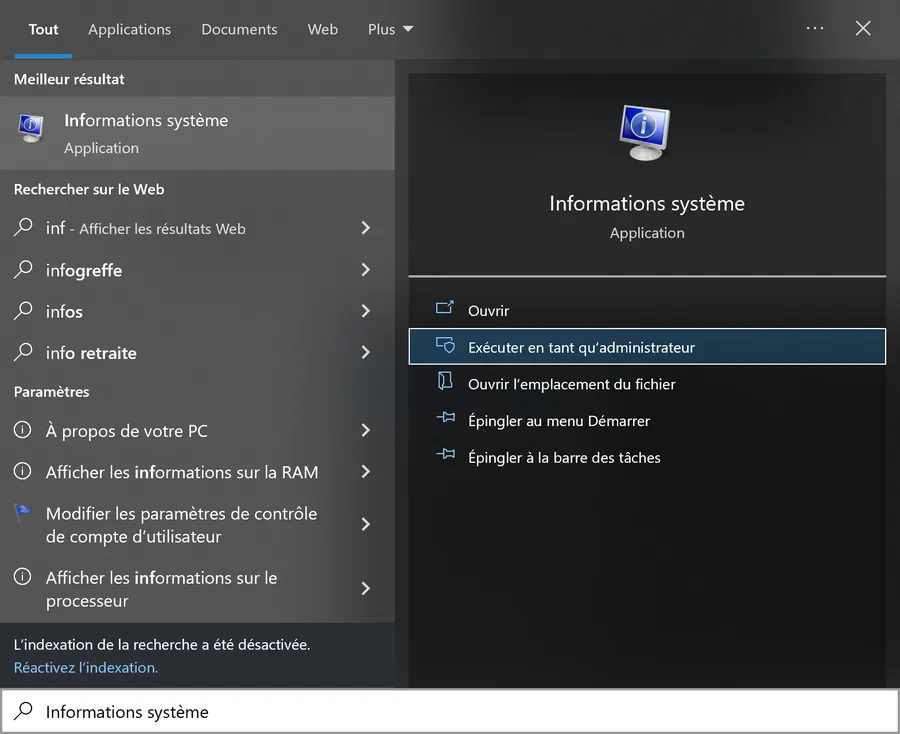 Tout Applications Documents Web Plus
Meilleur résultat
Informations système
Application
Rechercher sur le Web
inf - Afficher les résultats Web
infogreffe
infos
info retraite
Paramètres
À propos de votre PC
Afficher les informations sur la RAM
Modifier les paramètres de contrôle
de compte d’utilisateur
Afficher les informations sur le
processeur
L’indexation de la recherche a été désactivée.
Réactivez l’indexation.
Informations système
Application
Ouvrir
Exécuter en tant qu’administrateur
Ouvrir l’emplacement du fichier
Épingler au menu Démarrer
Épingler à la barre des tâches
Informations système